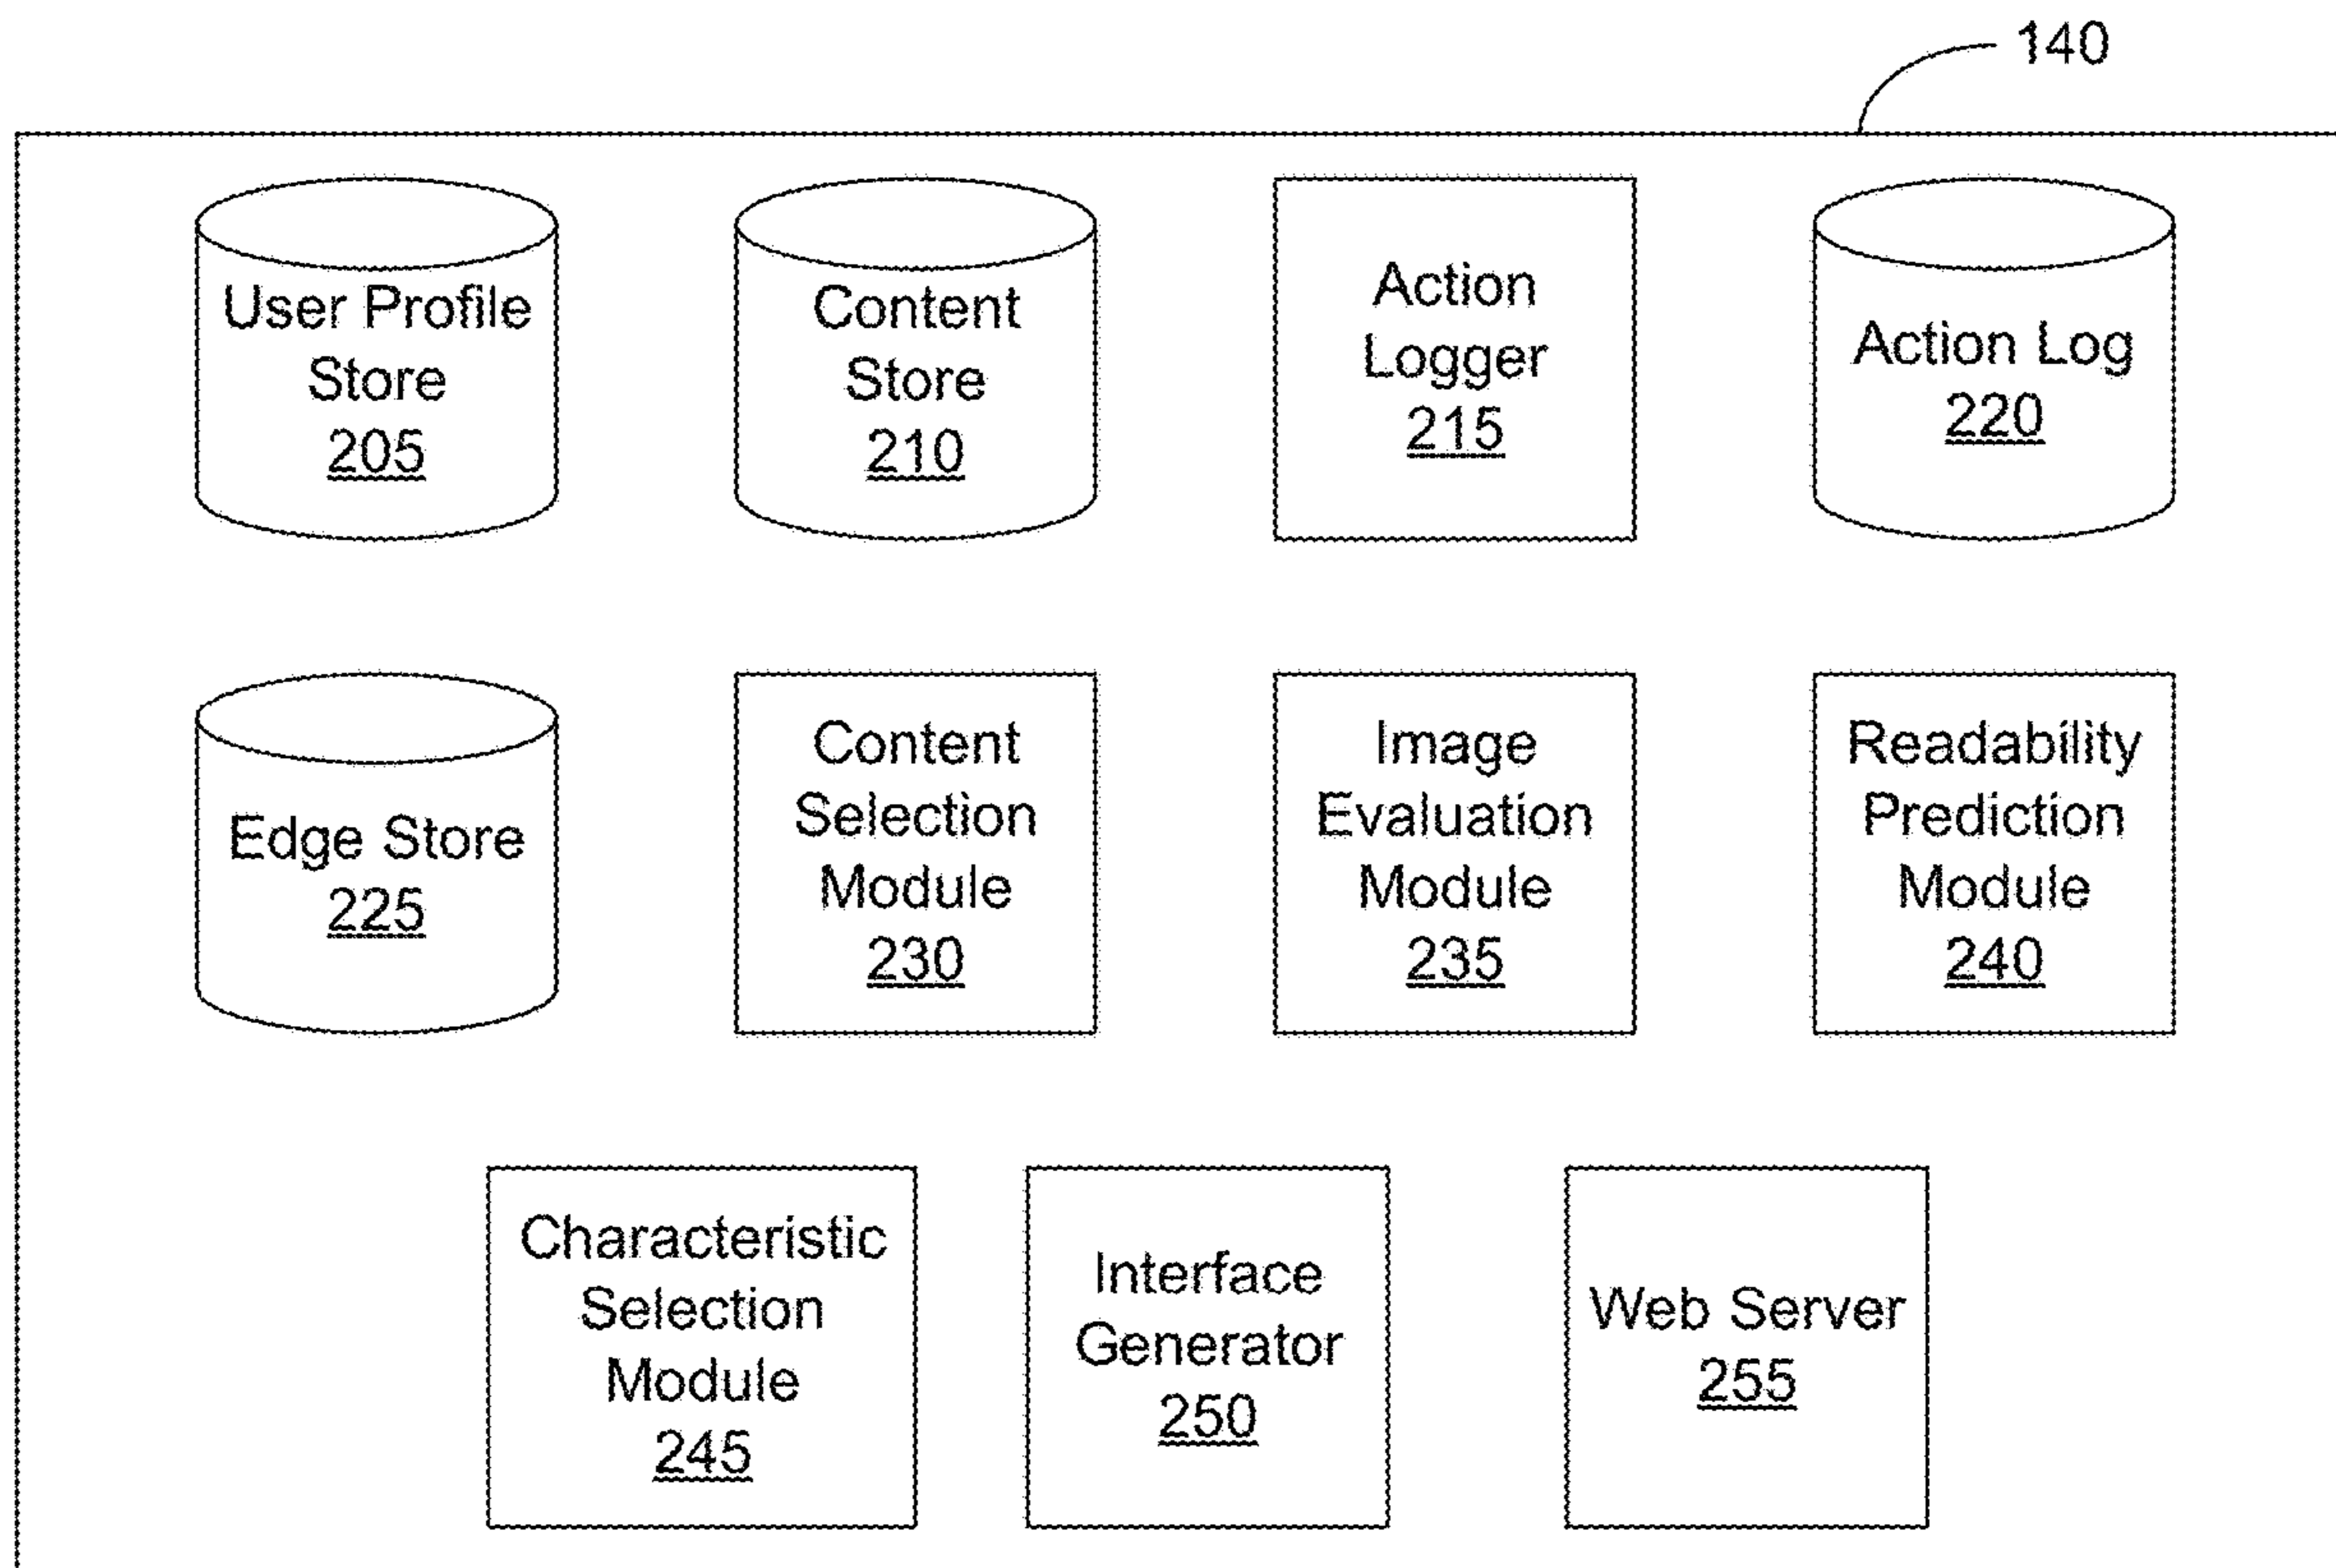 140
User Profile
Store
205
Content
Store
210
Action
Logger
215
Action Log
220
Edge Store
225
Content
Selection
Module
230
Image
Evaluation
Module
235
Readability
Prediction
Module
240
Characteristic
Selection
Module
245
Interface
Generator
250
Web Server
255